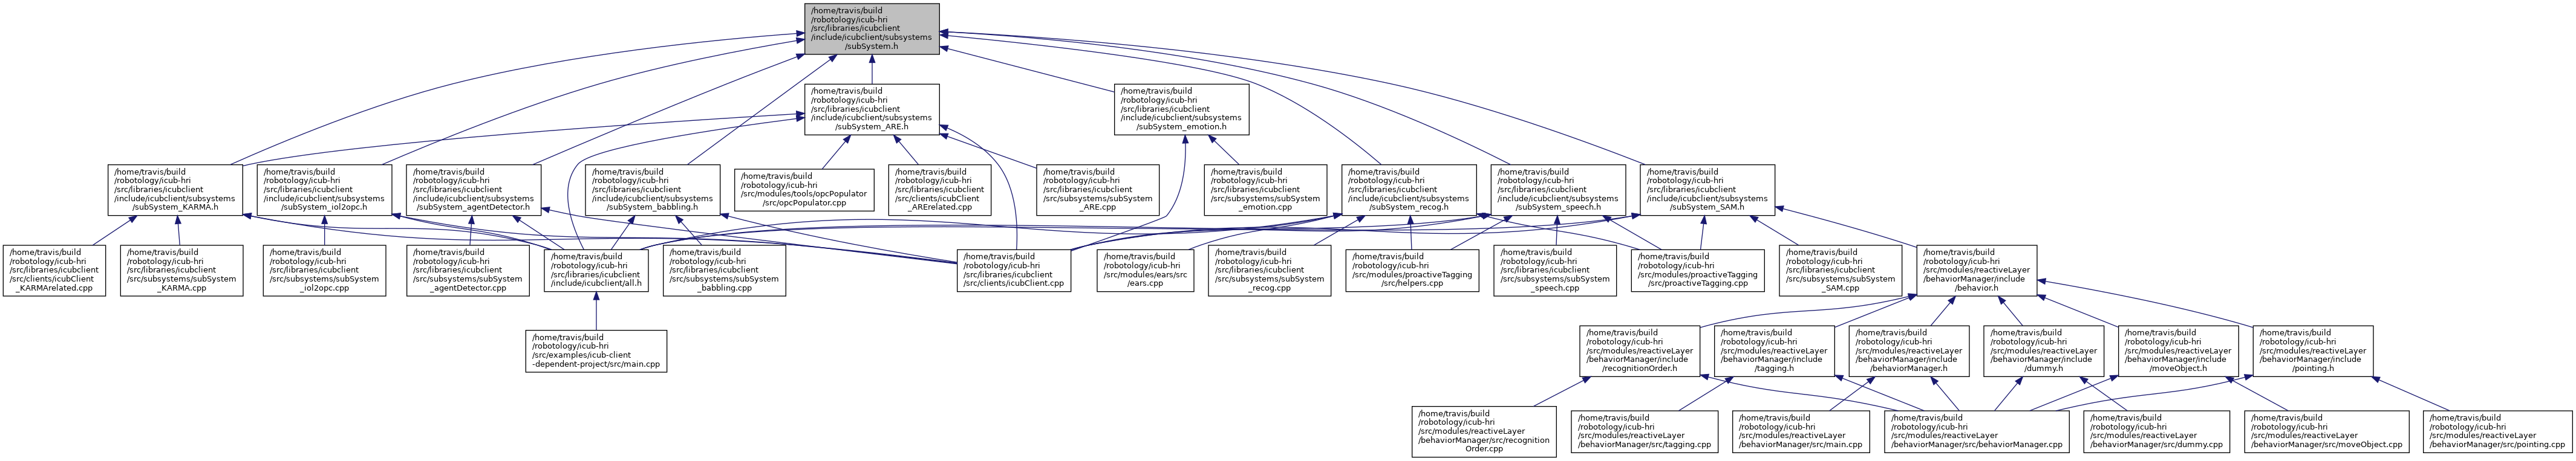 /home/travis/build
/robotology/icub-hri
/src/libraries/icubclient
/include/icubclient/subsystems
/subSystem.h
/home/travis/build
/robotology/icub-hri
/src/libraries/icubclient
/include/icubclient/subsystems
/subSystem_ARE.h
/home/travis/build
/robotology/icub-hri
/src/libraries/icubclient
/include/icubclient/subsystems
/subSystem_emotion.h
/home/travis/build
/robotology/icub-hri
/src/libraries/icubclient
/include/icubclient/subsystems
/subSystem_KARMA.h
/home/travis/build
/robotology/icub-hri
/src/libraries/icubclient
/include/icubclient/subsystems
/subSystem_iol2opc.h
/home/travis/build
/robotology/icub-hri
/src/libraries/icubclient
/include/icubclient/subsystems
/subSystem_agentDetector.h
/home/travis/build
/robotology/icub-hri
/src/libraries/icubclient
/include/icubclient/subsystems
/subSystem_babbling.h
/home/travis/build
/robotology/icub-hri
/src/modules/tools/opcPopulator
/src/opcPopulator.cpp
/home/travis/build
/robotology/icub-hri
/src/libraries/icubclient
/src/clients/icubClient
_ARErelated.cpp
/home/travis/build
/robotology/icub-hri
/src/libraries/icubclient
/src/subsystems/subSystem
_ARE.cpp
/home/travis/build
/robotology/icub-hri
/src/libraries/icubclient
/src/subsystems/subSystem
_emotion.cpp
/home/travis/build
/robotology/icub-hri
/src/libraries/icubclient
/include/icubclient/subsystems
/subSystem_recog.h
/home/travis/build
/robotology/icub-hri
/src/libraries/icubclient
/include/icubclient/subsystems
/subSystem_speech.h
/home/travis/build
/robotology/icub-hri
/src/libraries/icubclient
/include/icubclient/subsystems
/subSystem_SAM.h
/home/travis/build
/robotology/icub-hri
/src/libraries/icubclient
/src/clients/icubClient
_KARMArelated.cpp
/home/travis/build
/robotology/icub-hri
/src/libraries/icubclient
/src/subsystems/subSystem
_KARMA.cpp
/home/travis/build
/robotology/icub-hri
/src/libraries/icubclient
/src/subsystems/subSystem
_iol2opc.cpp
/home/travis/build
/robotology/icub-hri
/src/libraries/icubclient
/src/subsystems/subSystem
_agentDetector.cpp
/home/travis/build
/robotology/icub-hri
/src/libraries/icubclient
/include/icubclient/all.h
/home/travis/build
/robotology/icub-hri
/src/libraries/icubclient
/src/subsystems/subSystem
_babbling.cpp
/home/travis/build
/robotology/icub-hri
/src/libraries/icubclient
/src/clients/icubClient.cpp
/home/travis/build
/robotology/icub-hri
/src/modules/ears/src
/ears.cpp
/home/travis/build
/robotology/icub-hri
/src/libraries/icubclient
/src/subsystems/subSystem
_recog.cpp
/home/travis/build
/robotology/icub-hri
/src/modules/proactiveTagging
/src/helpers.cpp
/home/travis/build
/robotology/icub-hri
/src/libraries/icubclient
/src/subsystems/subSystem
_speech.cpp
/home/travis/build
/robotology/icub-hri
/src/modules/proactiveTagging
/src/proactiveTagging.cpp
/home/travis/build
/robotology/icub-hri
/src/libraries/icubclient
/src/subsystems/subSystem
_SAM.cpp
/home/travis/build
/robotology/icub-hri
/src/modules/reactiveLayer
/behaviorManager/include
/behavior.h
/home/travis/build
/robotology/icub-hri
/src/examples/icub-client
-dependent-project/src/main.cpp
/home/travis/build
/robotology/icub-hri
/src/modules/reactiveLayer
/behaviorManager/include
/recognitionOrder.h
/home/travis/build
/robotology/icub-hri
/src/modules/reactiveLayer
/behaviorManager/include
/tagging.h
/home/travis/build
/robotology/icub-hri
/src/modules/reactiveLayer
/behaviorManager/include
/behaviorManager.h
/home/travis/build
/robotology/icub-hri
/src/modules/reactiveLayer
/behaviorManager/include
/dummy.h
/home/travis/build
/robotology/icub-hri
/src/modules/reactiveLayer
/behaviorManager/include
/moveObject.h
/home/travis/build
/robotology/icub-hri
/src/modules/reactiveLayer
/behaviorManager/include
/pointing.h
/home/travis/build
/robotology/icub-hri
/src/modules/reactiveLayer
/behaviorManager/src/recognition
Order.cpp
/home/travis/build
/robotology/icub-hri
/src/modules/reactiveLayer
/behaviorManager/src/tagging.cpp
/home/travis/build
/robotology/icub-hri
/src/modules/reactiveLayer
/behaviorManager/src/main.cpp
/home/travis/build
/robotology/icub-hri
/src/modules/reactiveLayer
/behaviorManager/src/behaviorManager.cpp
/home/travis/build
/robotology/icub-hri
/src/modules/reactiveLayer
/behaviorManager/src/dummy.cpp
/home/travis/build
/robotology/icub-hri
/src/modules/reactiveLayer
/behaviorManager/src/moveObject.cpp
/home/travis/build
/robotology/icub-hri
/src/modules/reactiveLayer
/behaviorManager/src/pointing.cpp